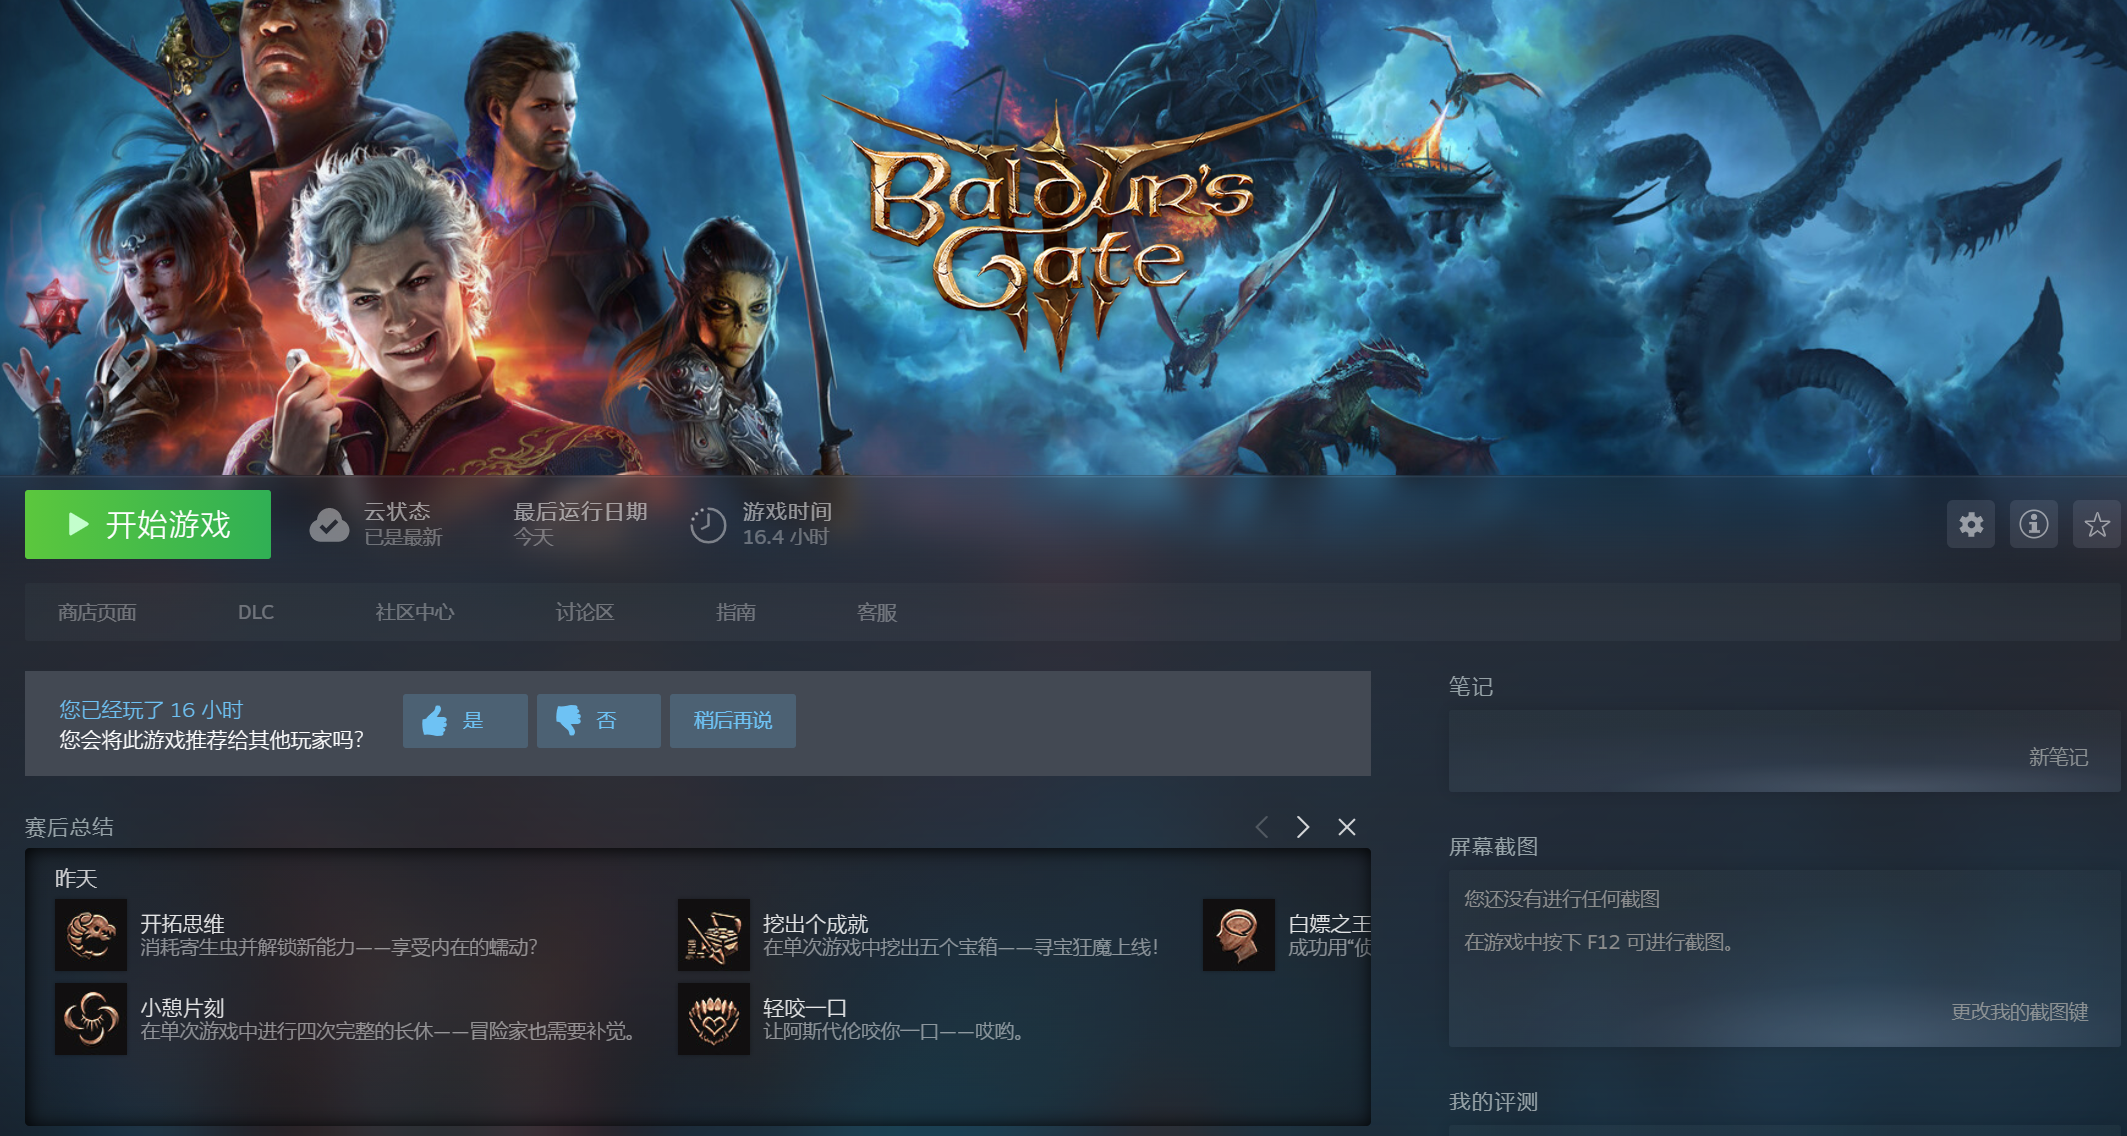 Baldur's
Gate
III
开始游戏
云状态
已是最新
最后运行日期
今天
游戏时间
16.4 小时
商店页面
DLC
社区中心
讨论区
指南
客服
您已经玩了 16 小时
您会将此游戏推荐给其他玩家吗?
是
否
稍后再说
赛后总结
昨天
开拓思维
消耗寄生虫并解锁新能力——享受内在的蠕动?
挖出个成就
在单次游戏中挖出五个宝箱——寻宝狂魔上线!
白嫖之王
成功用“侦
小憩片刻
在单次游戏中进行四次完整的长休——冒险家也需要补觉。
轻咬一口
让阿斯代伦咬你一口——哎哟。
笔记
新笔记
屏幕截图
您还没有进行任何截图
在游戏中按下 F12 可进行截图。
更改我的截图键
我的评测